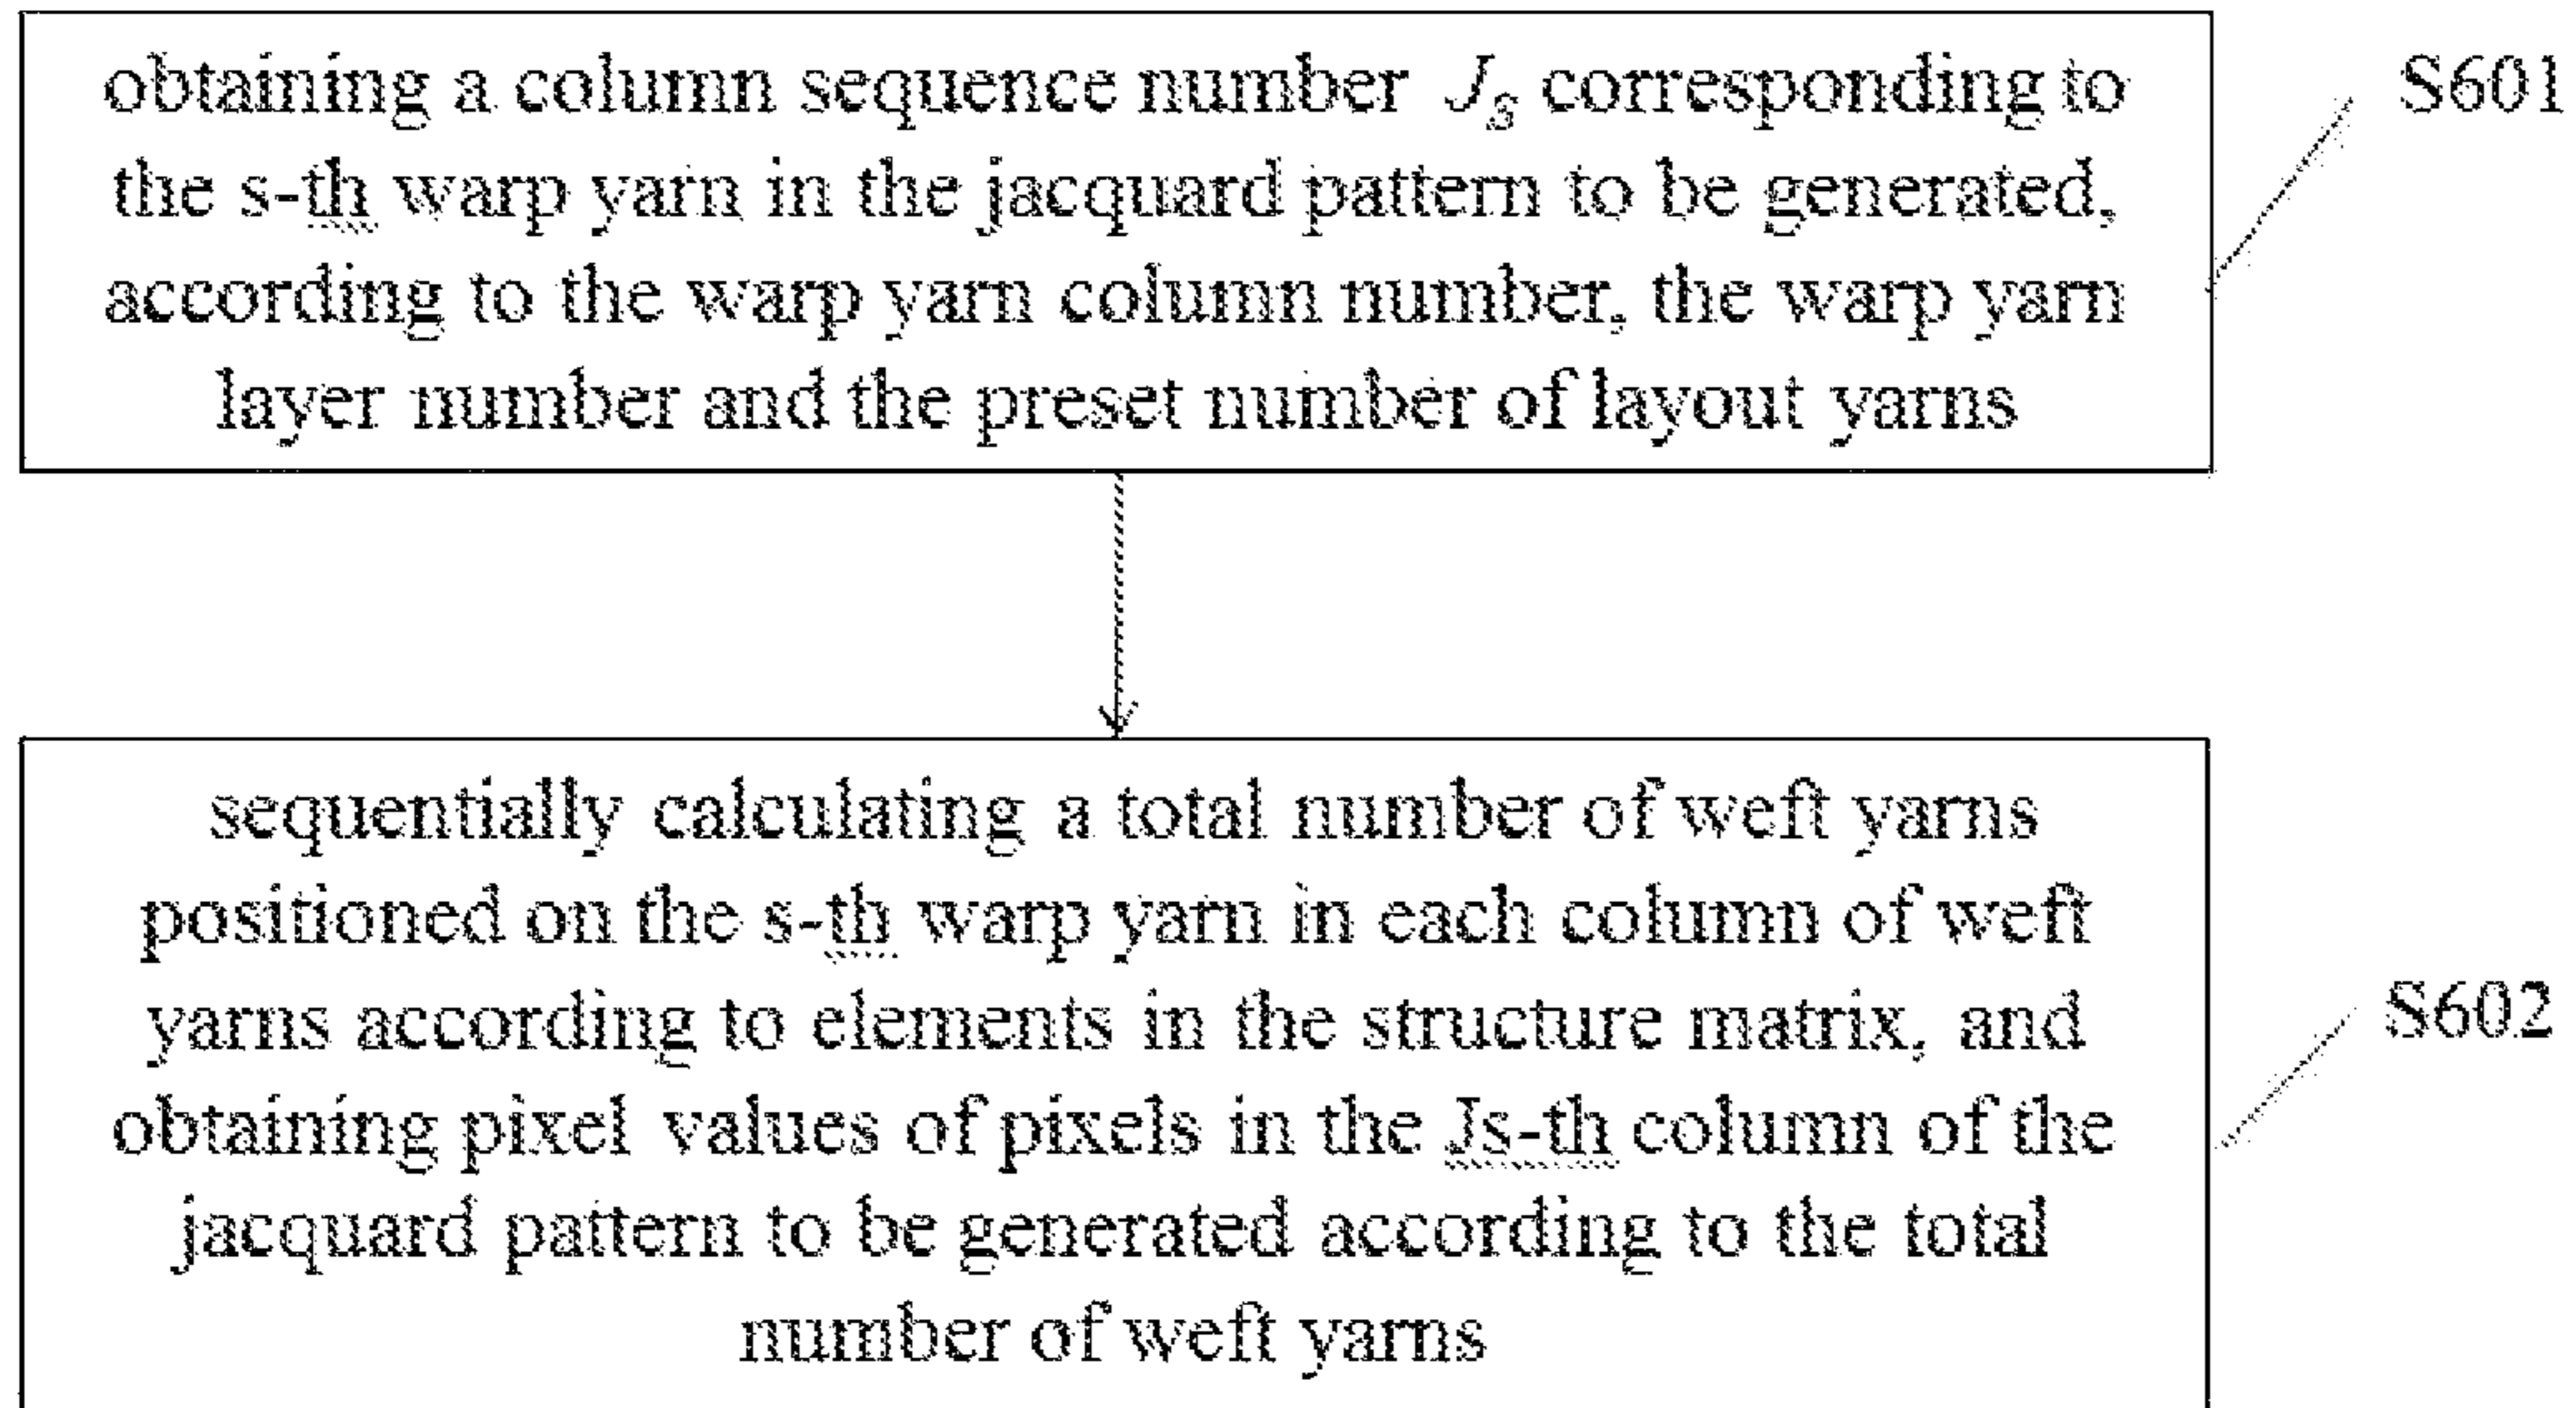 obtaining a column sequence number Js corresponding to
the s-th warp yarn in the jacquard pattern to be generated,
according to the warp yarn column number, the warp yarn
layer number and the preset number of layout yarns
S601
sequentially calculating a total number of weft yarns
positioned on the s-th warp yarn in each column of weft
yarns according to elements in the structure matrix, and
obtaining pixel values of pixels in the Js-th column of the
jacquard pattern to be generated according to the total
number of weft yarns
S602